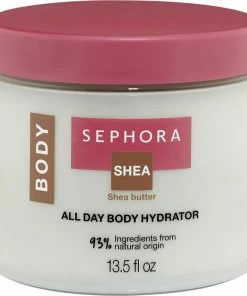 BODY
SEPHORA
SHEA
Shea butter
ALL DAY BODY HYDRATOR
93% Ingredients from
natural origin
13.5 fl oz